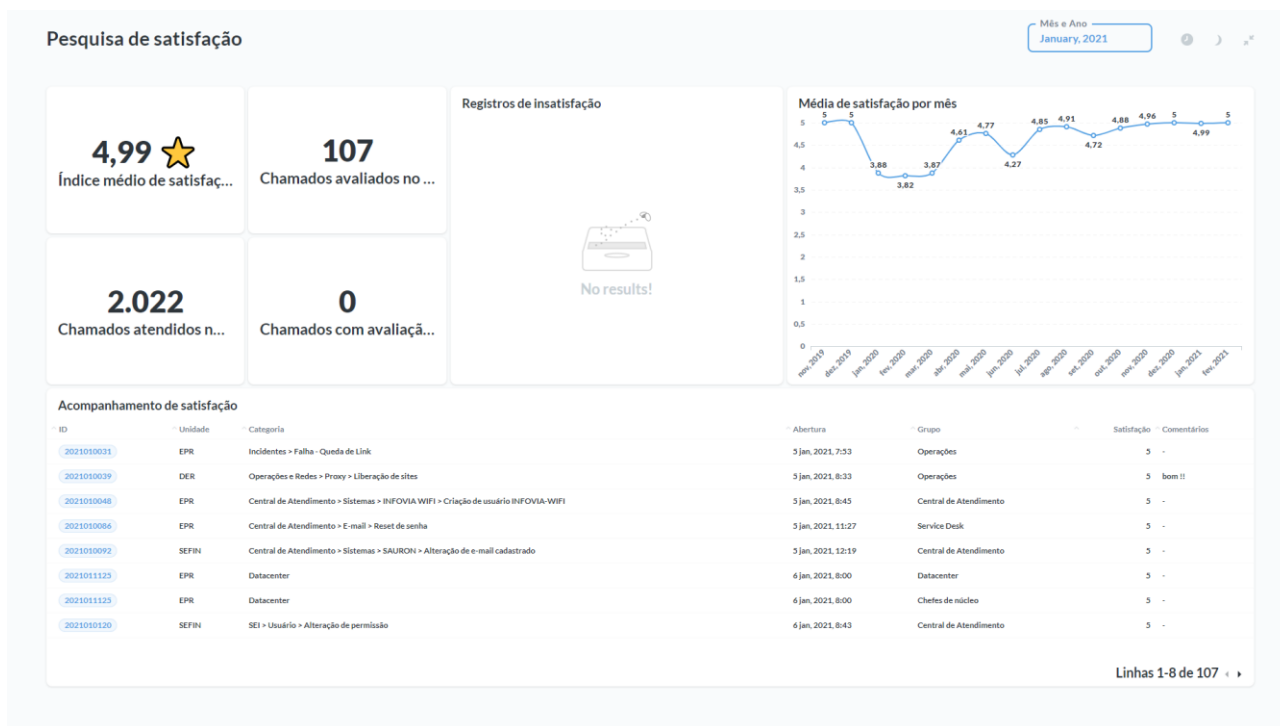 Pesquisa de satisfação
Mês e Ano
January, 2021
4,99
Índice médio de satisfaç...
107
Chamados avaliados no ...
2.022
Chamados atendidos n...
0
Chamados com avaliaçã...
Registros de insatisfação
No results!
Média de satisfação por mês
5
4,5
4
3,5
3
2,5
2
1,5
1
0,5
0
5 5 3,88 3,82 3,87 4,61 4,77 4,27 4,85 4,91 4,72 4,88 4,96 5 4,99 5
nov, 2019 dez, 2019 jan, 2020 fev, 2020 mar, 2020 abr, 2020 mai, 2020 jun, 2020 jul, 2020 ago, 2020 set, 2020 out, 2020 nov, 2020 dez, 2020 jan, 2021 fev, 2021
Acompanhamento de satisfação
ID Unidade Categoria Abertura Grupo Satisfação Comentários
2021010031 EPR Incidentes > Falha - Queda de Link 5 jan, 2021, 7:53 Operações 5 -
2021010039 DER Operações e Redes > Proxy > Liberação de sites 5 jan, 2021, 8:33 Operações 5 bom !!
2021010048 EPR Central de Atendimento > Sistemas > INFOVIA WIFI > Criação de usuário INFOVIA-WIFI 5 jan, 2021, 8:45 Central de Atendimento 5 -
2021010086 EPR Central de Atendimento > E-mail > Reset de senha 5 jan, 2021, 11:27 Service Desk 5 -
2021010092 SEFIN Central de Atendimento > Sistemas > SAURON > Alteração de e-mail cadastrado 5 jan, 2021, 12:19 Central de Atendimento 5 -
2021011125 EPR Datacenter 6 jan, 2021, 8:00 Datacenter 5 -
2021011125 EPR Datacenter 6 jan, 2021, 8:00 Chefes de núcleo 5 -
2021010120 SEFIN SEI > Usuário > Alteração de permissão 6 jan, 2021, 8:43 Central de Atendimento 5 -
Linhas 1-8 de 107